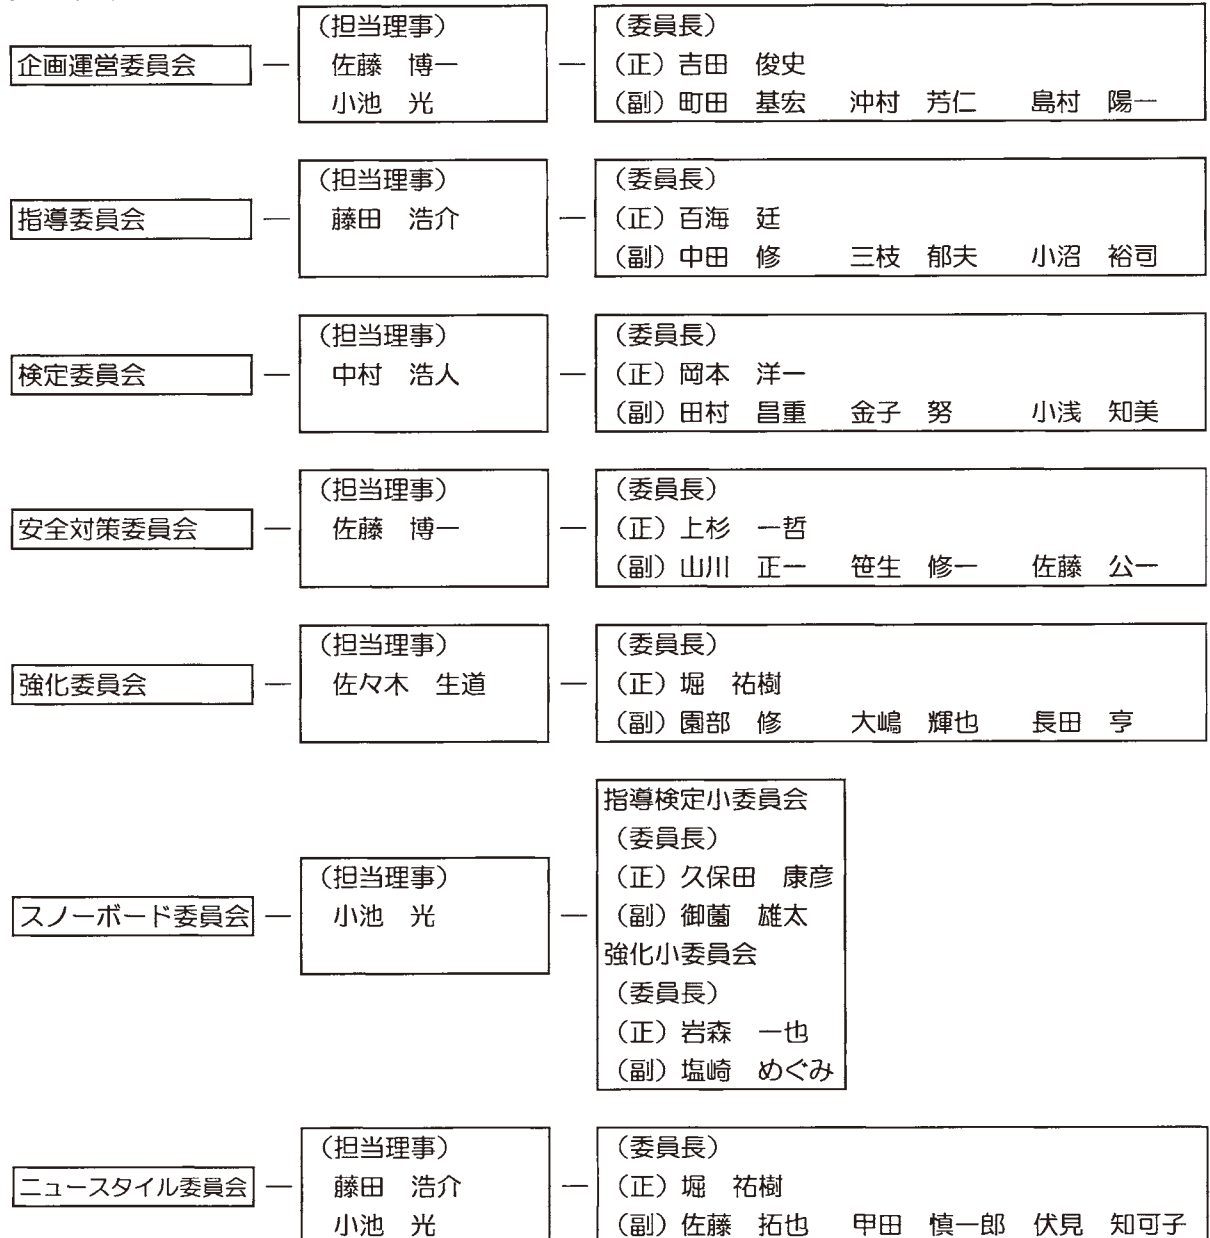 企画運営委員会
(担当理事)
佐藤 博一
小池 光
(委員長)
(正) 吉田 俊史
(副) 町田 基宏 沖村 芳仁 島村 陽一
指導委員会
(担当理事)
藤田 浩介
(委員長)
(正) 百海 廷
(副) 中田 修 三枝 郁夫 小沼 裕司
検定委員会
(担当理事)
中村 浩人
(委員長)
(正) 岡本 洋一
(副) 田村 昌重 金子 努 小浅 知美
安全対策委員会
(担当理事)
佐藤 博一
(委員長)
(正) 上杉 一哲
(副) 山川 正一 笹生 修一 佐藤 公一
強化委員会
(担当理事)
佐々木 生道
(委員長)
(正) 堀 祐樹
(副) 園部 修 大嶋 輝也 長田 亨
スノーボード委員会
(担当理事)
小池 光
指導検定小委員会
(委員長)
(正) 久保田 康彦
(副) 御薗 雄太
強化小委員会
(委員長)
(正) 岩森 一也
(副) 塩崎 めぐみ
ニュースタイル委員会
(担当理事)
藤田 浩介
小池 光
(委員長)
(正) 堀 祐樹
(副) 佐藤 拓也 甲田 慎一郎 伏見 知可子